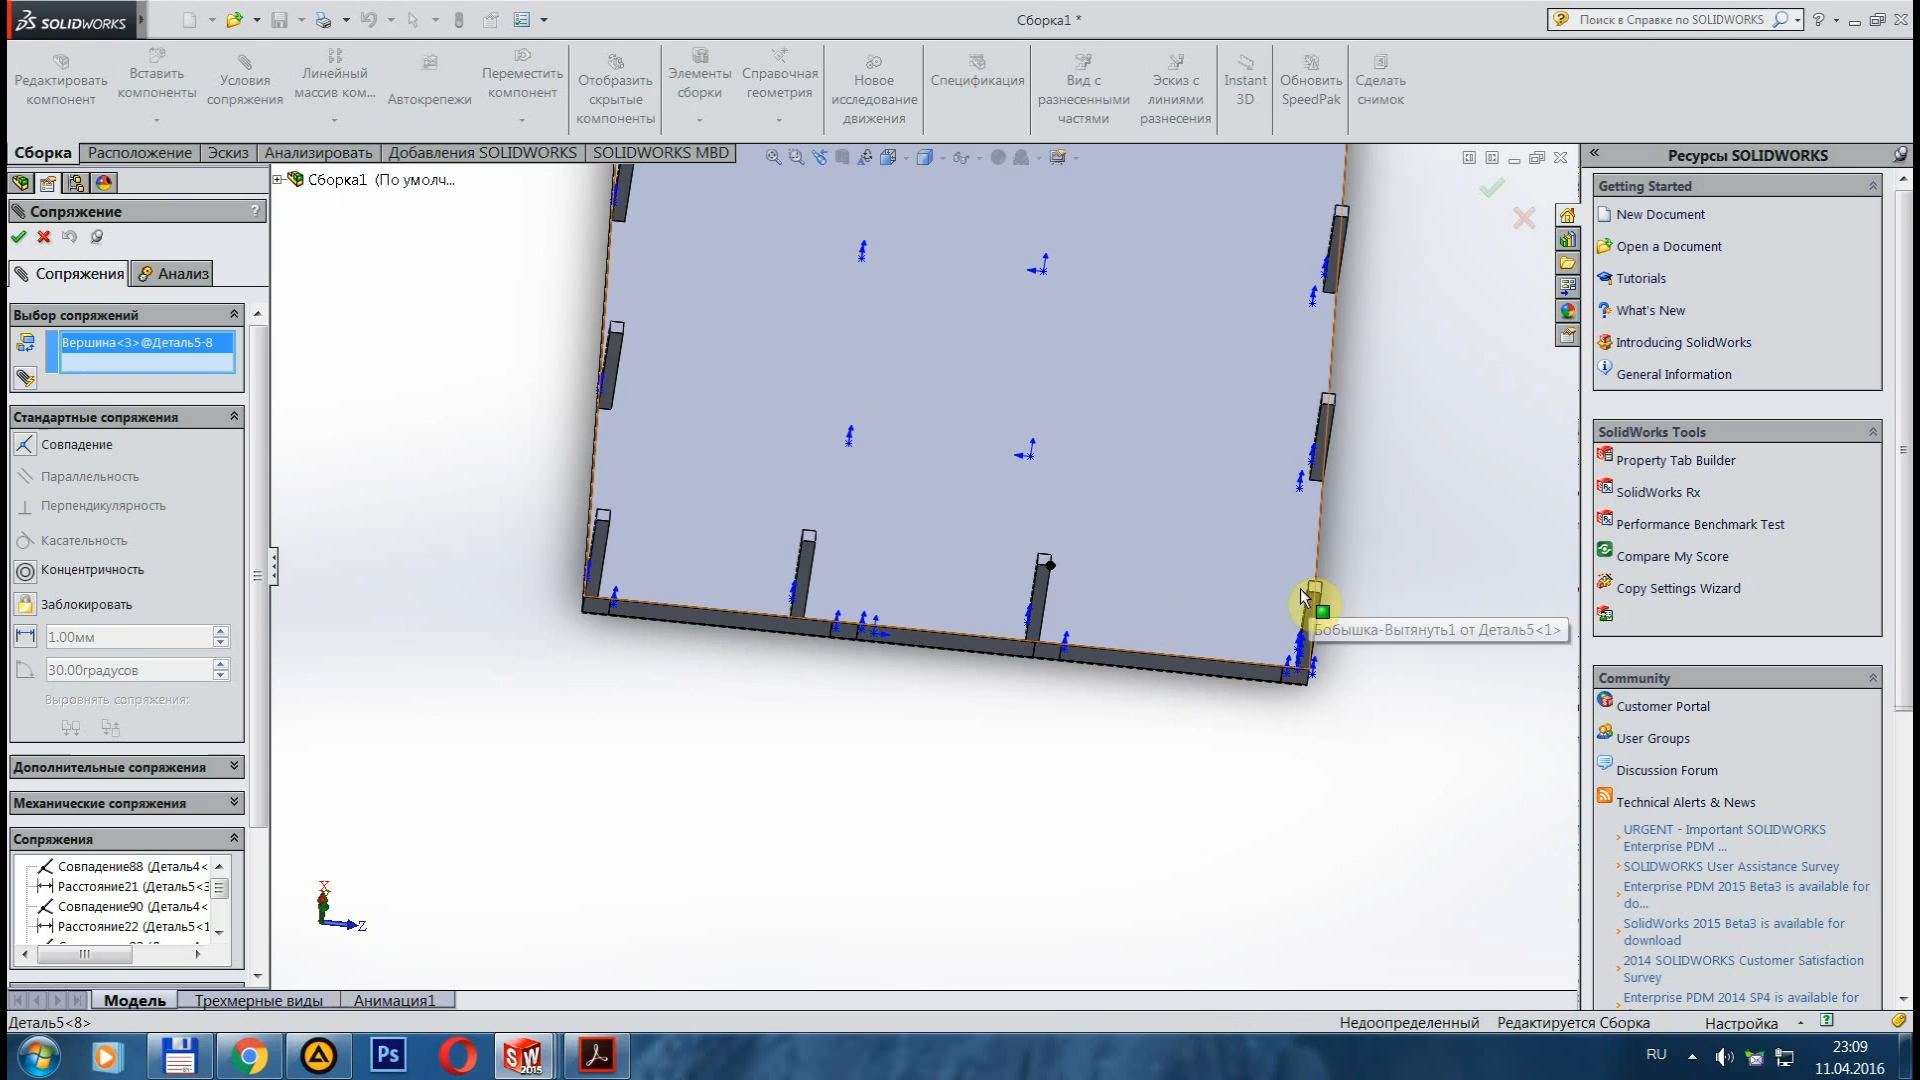 SOLIDWORKS
Сборка1 *
Поиск в Справке по SOLIDWORKS
Редактировать компонент
Вставить компоненты
Условия сопряжения
Линейный массив ком...
Автокрепежи
Переместить компонент
Отобразить скрытые компоненты
Элементы сборки
Справочная геометрия
Новое исследование движения
Спецификация
Вид с разнесенными частями
Эскиз с линиями разнесения
Instant 3D
Обновить SpeedPak
Сделать снимок
Сборка
Расположение
Эскиз
Анализировать
Добавления SOLIDWORKS
SOLIDWORKS MBD
Сборка1 (По умолч...
Сопряжение
?
Сопряжения
Анализ
Выбор сопряжений
Вершина<3>@Деталь5-8
Стандартные сопряжения
Совпадение
Параллельность
Перпендикулярность
Касательность
Концентричность
Заблокировать
1.00мм
30.00градусов
Выровнять сопряжения:
Дополнительные сопряжения
Механические сопряжения
Сопряжения
Совпадение88 (Деталь4<
Расстояние21 (Деталь5<3
Совпадение90 (Деталь4<
Расстояние22 (Деталь5<1
Бобышка-Вытянуть1 от Деталь5<1>
X
Z
Ресурсы SOLIDWORKS
Getting Started
New Document
Open a Document
Tutorials
What's New
Introducing SolidWorks
General Information
SolidWorks Tools
Property Tab Builder
SolidWorks Rx
Performance Benchmark Test
Compare My Score
Copy Settings Wizard
Community
Customer Portal
User Groups
Discussion Forum
Technical Alerts & News
URGENT - Important SOLIDWORKS
Enterprise PDM ...
SOLIDWORKS User Assistance Survey
Enterprise PDM 2015 Beta3 is available for
do...
SolidWorks 2015 Beta3 is available for
download
2014 SOLIDWORKS Customer Satisfaction
Survey
Enterprise PDM 2014 SP4 is available for
Модель
Трехмерные виды
Анимация1
Деталь5<8>
Недоопределенный
Редактируется Сборка
Настройка
Ps
SW
2015
RU
23:09
11.04.2016